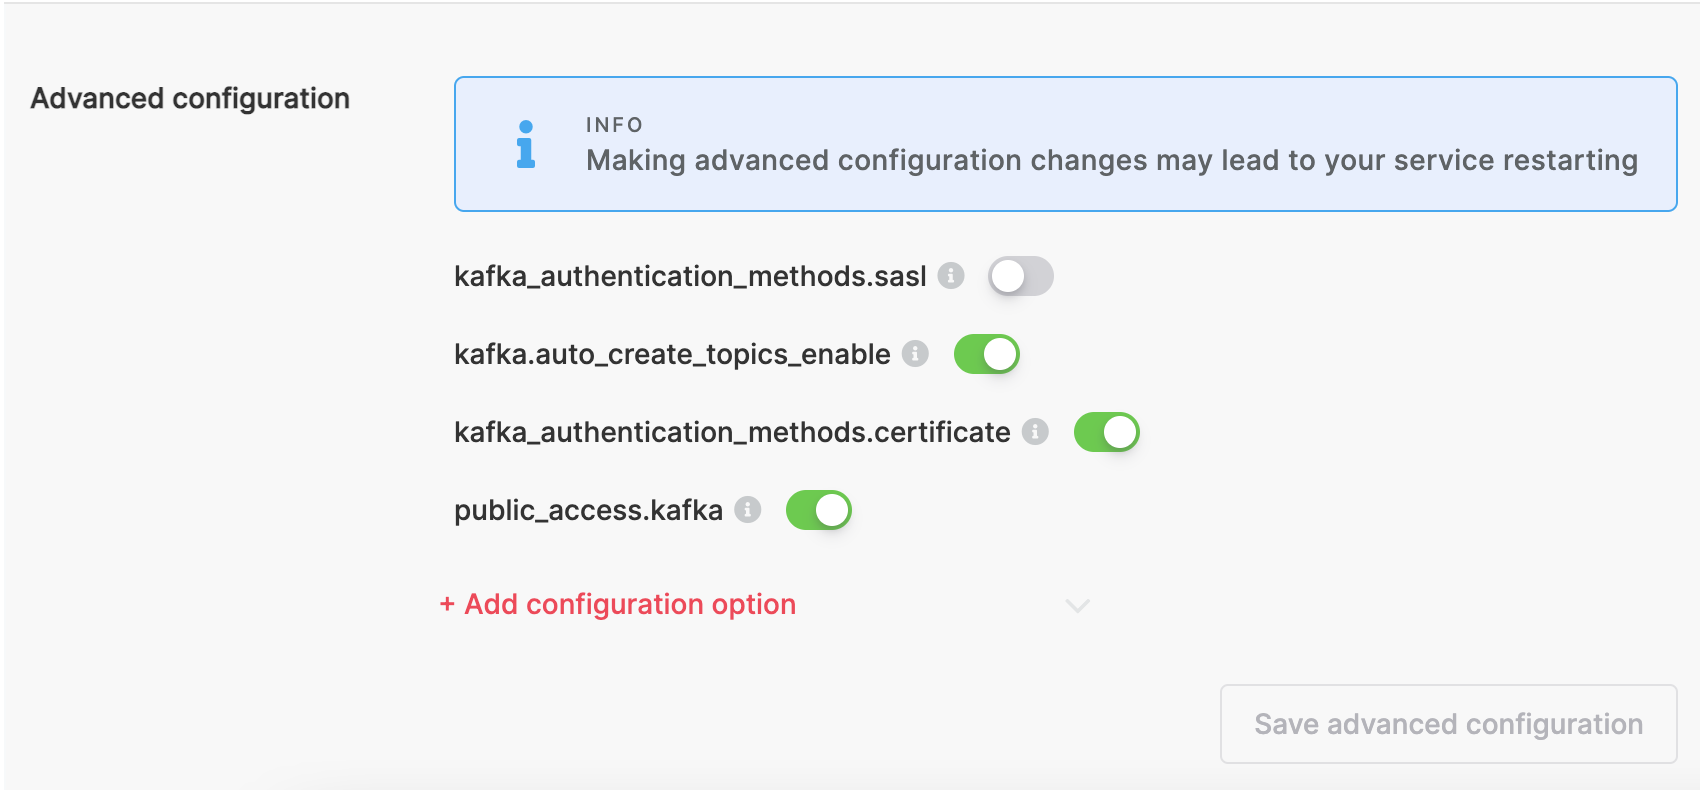 Advanced configuration
INFO
Making advanced configuration changes may lead to your service restarting
kafka_authentication_methods.sasl
kafka.auto_create_topics_enable
kafka_authentication_methods.certificate
public_access.kafka
+ Add configuration option
Save advanced configuration